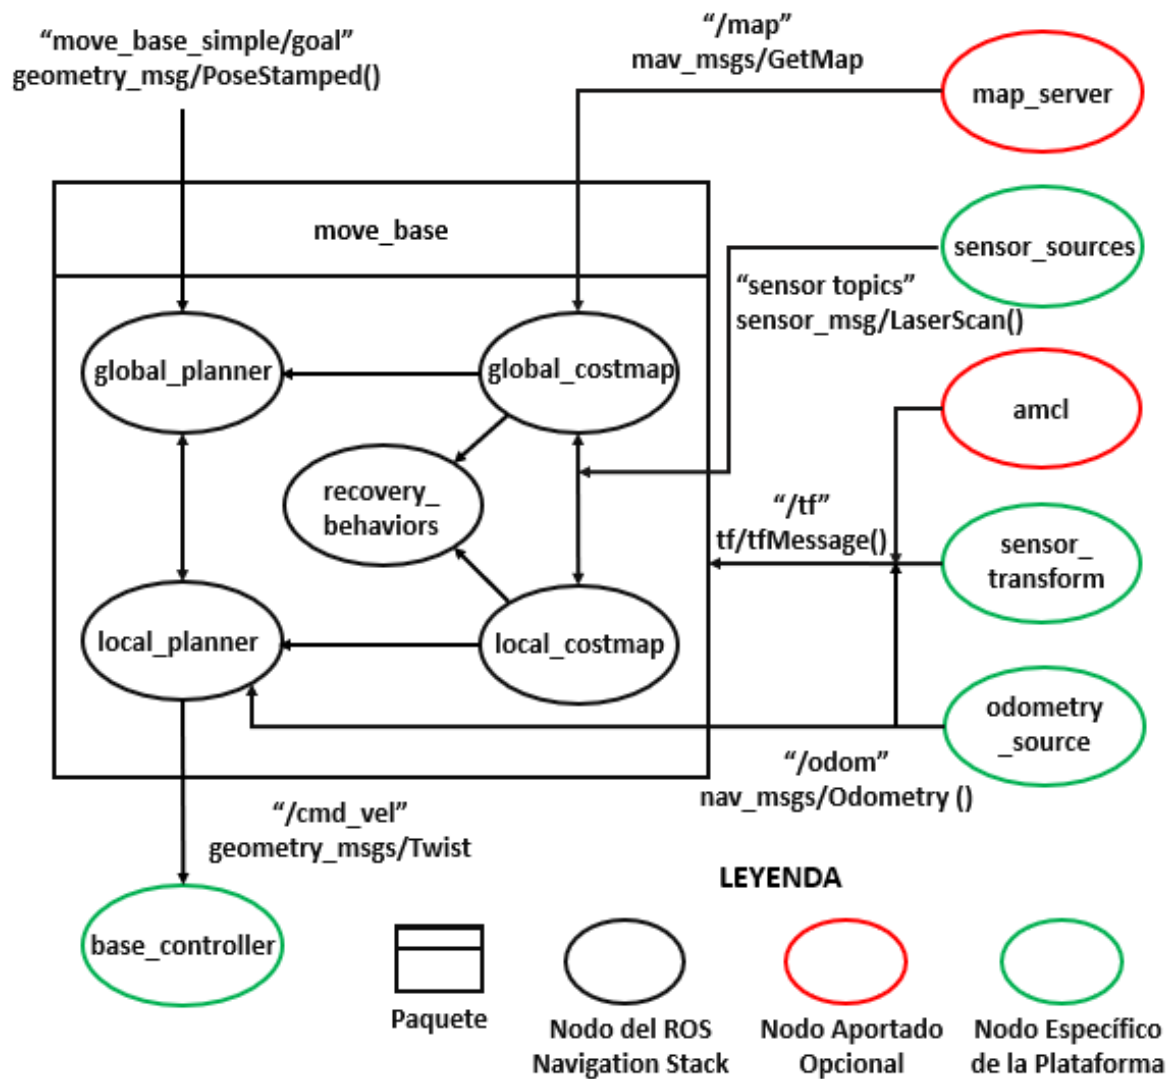 “move_base_simple/goal”
geometry_msg/PoseStamped()
“/map”
mav_msgs/GetMap
map_server
move_base
sensor_sources
“sensor topics”
sensor_msg/LaserScan()
global_planner
global_costmap
amcl
recovery_
behaviors
“/tf”
tf/tfMessage()
sensor_
transform
local_planner
local_costmap
odometry
_source
“/odom”
nav_msgs/Odometry ()
“/cmd_vel”
geometry_msgs/Twist
base_controller
LEYENDA
Paquete
Nodo del ROS
Navigation Stack
Nodo Aportado
Opcional
Nodo Específico
de la Plataforma